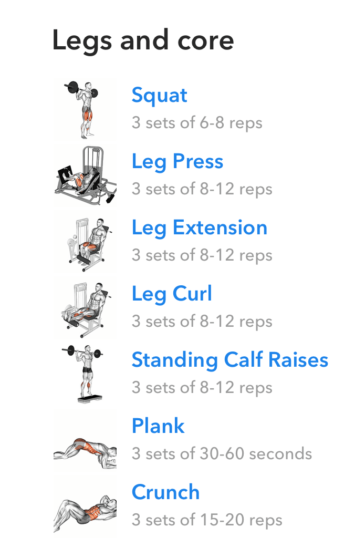 Legs and core
Squat
3 sets of 6-8 reps
Leg Press
3 sets of 8-12 reps
Leg Extension
3 sets of 8-12 reps
Leg Curl
3 sets of 8-12 reps
Standing Calf Raises
3 sets of 8-12 reps
Plank
3 sets of 30-60 seconds
Crunch
3 sets of 15-20 reps